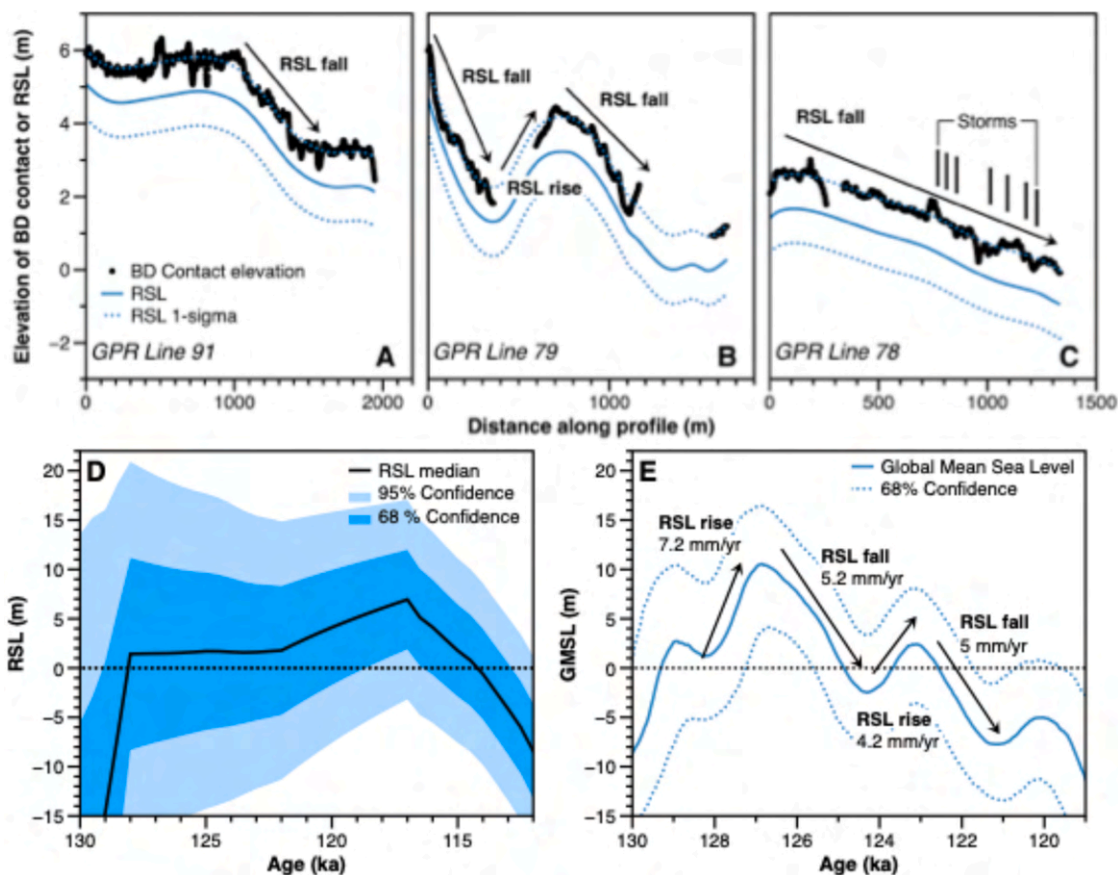 Elevation of BD contact or RSL (m)
6
4
2
0
−2
RSL fall
BD Contact elevation
RSL
RSL 1-sigma
GPR Line 91
A
0
1000
2000
RSL fall
RSL fall
RSL rise
GPR Line 79
B
0
1000
RSL fall
Storms
GPR Line 78
C
0
500
1000
1500
Distance along profile (m)
D
RSL median
95% Confidence
68 % Confidence
RSL (m)
20
15
10
5
0
−5
−10
−15
130
125
120
115
Age (ka)
E
Global Mean Sea Level
68% Confidence
RSL rise
7.2 mm/yr
RSL fall
5.2 mm/yr
RSL fall
5 mm/yr
RSL rise
4.2 mm/yr
GMSL (m)
20
15
10
5
0
−5
−10
−15
130
128
126
124
122
120
Age (ka)